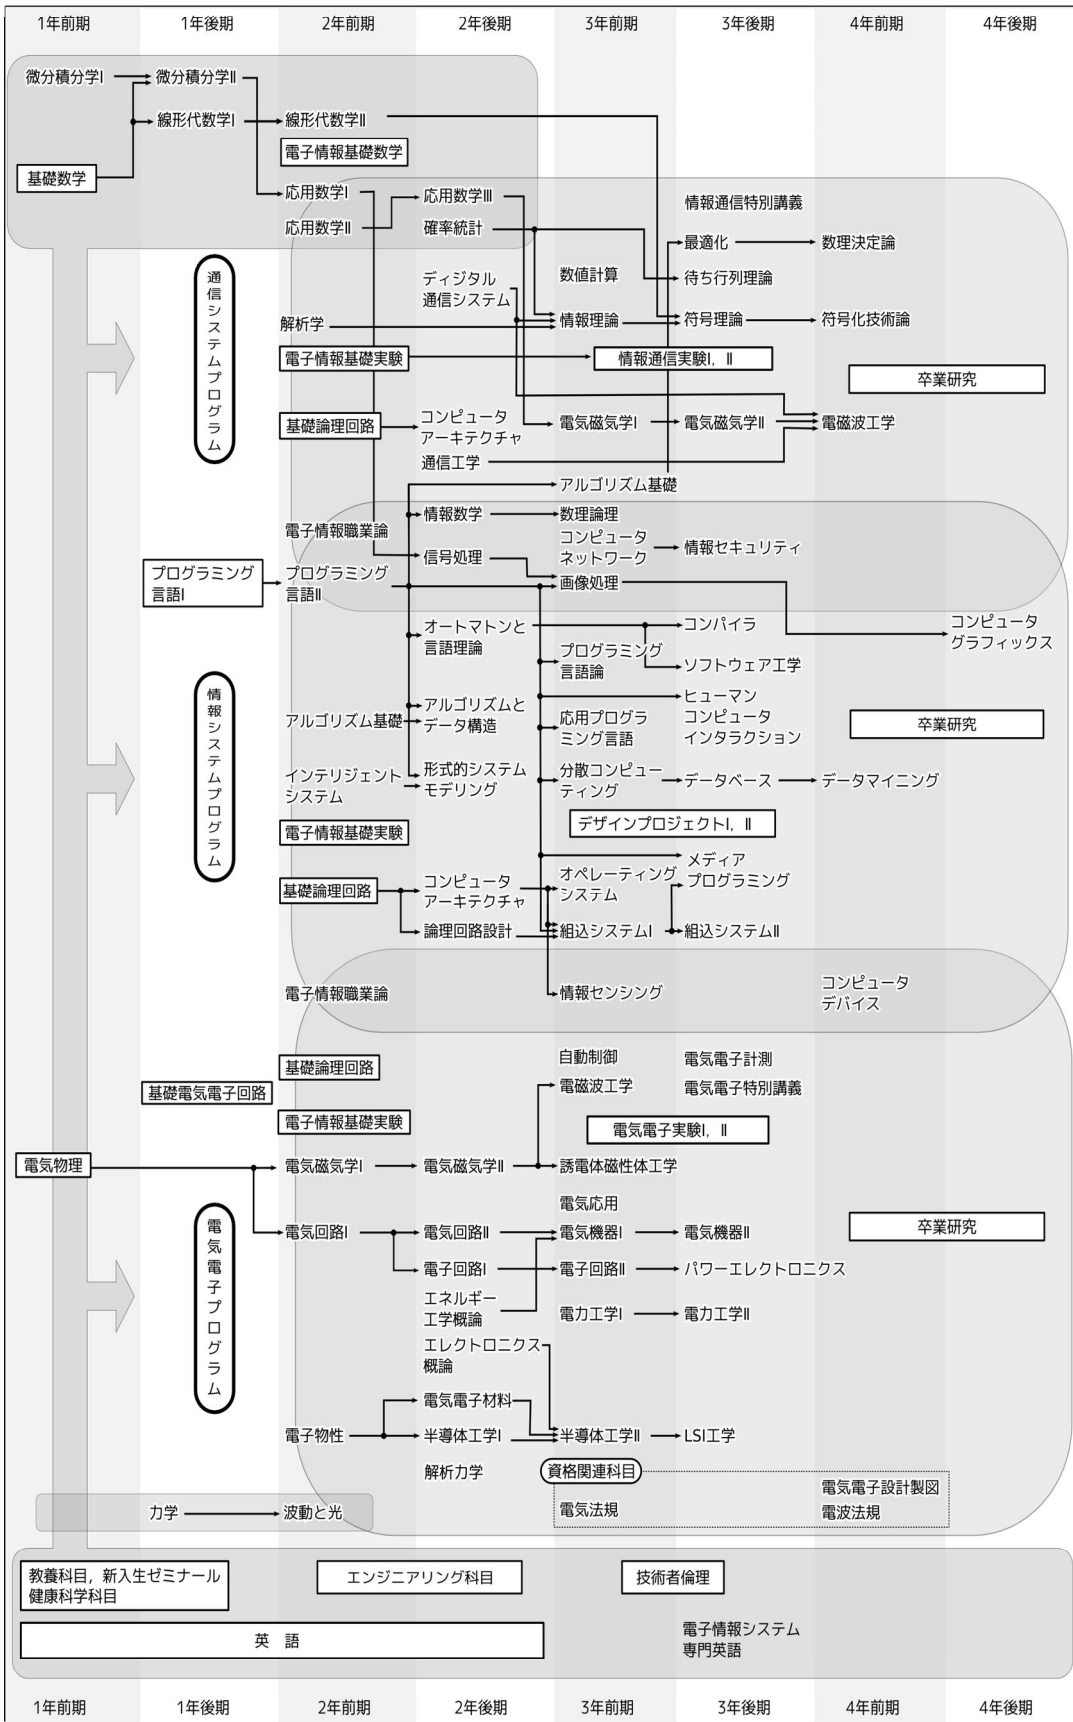 1年前期 1年後期 2年前期 2年後期 3年前期 3年後期 4年前期 4年後期
微分積分学Ⅰ 微分積分学Ⅱ
線形代数学Ⅰ 線形代数学Ⅱ
電子情報基礎数学
基礎数学
応用数学Ⅰ 応用数学Ⅲ
情報通信特別講義
応用数学Ⅱ 確率統計
最適化 数理決定論
通信システムプログラム
ディジタル
通信システム
数値計算
待ち行列理論
解析学
情報理論 符号理論 符号化技術論
電子情報基礎実験
情報通信実験Ⅰ, Ⅱ
卒業研究
基礎論理回路
コンピュータ
アーキテクチャ
電気磁気学Ⅰ 電気磁気学Ⅱ 電磁波工学
通信工学
アルゴリズム基礎
電子情報職業論
情報数学 数理論理
信号処理
コンピュータ
ネットワーク
情報セキュリティ
プログラミング
言語Ⅰ
プログラミング
言語Ⅱ
画像処理
オートマトンと
言語理論
コンパイラ
コンピュータ
グラフィックス
プログラミング
言語論
ソフトウェア工学
情報システムプログラム
アルゴリズム基礎
アルゴリズムと
データ構造
応用プログラ
ミング言語
ヒューマン
コンピュータ
インタラクション
卒業研究
インテリジェント
システム
形式的システム
モデリング
分散コンピュー
ティング
データベース データマイニング
電子情報基礎実験
デザインプロジェクトⅠ, Ⅱ
基礎論理回路
コンピュータ
アーキテクチャ
オペレーティング
システム
メディア
プログラミング
論理回路設計 組込システムⅠ 組込システムⅡ
電子情報職業論
情報センシング
コンピュータ
デバイス
基礎論理回路
自動制御 電気電子計測
基礎電気電子回路
電磁波工学 電気電子特別講義
電子情報基礎実験
電気電子実験Ⅰ, Ⅱ
電気物理
電気磁気学Ⅰ 電気磁気学Ⅱ 誘電体磁性体工学
電気電子プログラム
電気応用
電気回路Ⅰ 電気回路Ⅱ 電気機器Ⅰ 電気機器Ⅱ
卒業研究
電子回路Ⅰ 電子回路Ⅱ パワーエレクトロニクス
エネルギー
工学概論
電力工学Ⅰ 電力工学Ⅱ
エレクトロニクス
概論
電気電子材料
電子物性 半導体工学Ⅰ 半導体工学Ⅱ LSI工学
解析力学
資格関連科目
電気電子設計製図
力学 波動と光
電気法規 電波法規
教養科目，新入生ゼミナール
健康科学科目
エンジニアリング科目
技術者倫理
英 語
電子情報システム
専門英語
1年前期 1年後期 2年前期 2年後期 3年前期 3年後期 4年前期 4年後期